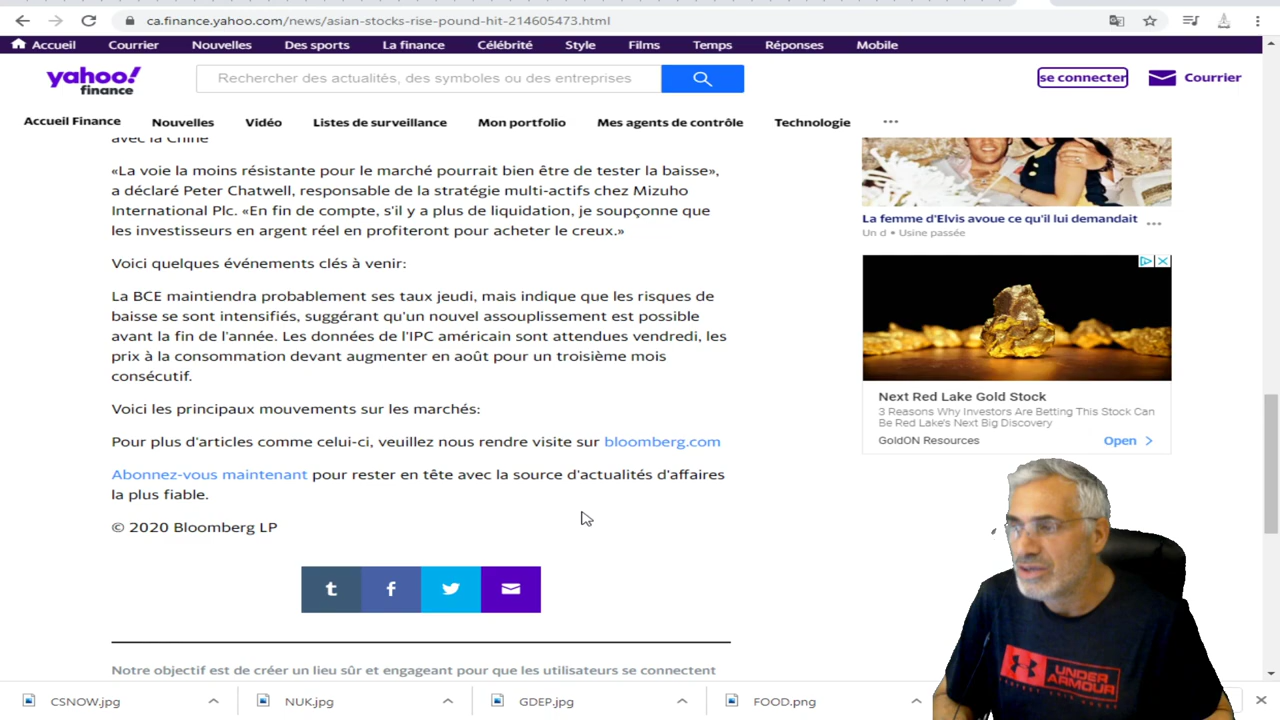 ca.finance.yahoo.com/news/asian-stocks-rise-pound-hit-214605473.html
Accueil Courrier Nouvelles Des sports La finance Célébrité Style Films Temps Réponses Mobile
yahoo!
finance
Rechercher des actualités, des symboles ou des entreprises
se connecter
Courrier
Accueil Finance Nouvelles Vidéo Listes de surveillance Mon portfolio Mes agents de contrôle Technologie ...
avec la Chine
«La voie la moins résistante pour le marché pourrait bien être de tester la baisse»,
a déclaré Peter Chatwell, responsable de la stratégie multi-actifs chez Mizuho
International Plc. «En fin de compte, s'il y a plus de liquidation, je soupçonne que
les investisseurs en argent réel en profiteront pour acheter le creux.»
Voici quelques événements clés à venir:
La BCE maintiendra probablement ses taux jeudi, mais indique que les risques de
baisse se sont intensifiés, suggérant qu'un nouvel assouplissement est possible
avant la fin de l'année. Les données de l'IPC américain sont attendues vendredi, les
prix à la consommation devant augmenter en août pour un troisième mois
consécutif.
Voici les principaux mouvements sur les marchés:
Pour plus d'articles comme celui-ci, veuillez nous rendre visite sur bloomberg.com
Abonnez-vous maintenant pour rester en tête avec la source d'actualités d'affaires
la plus fiable.
© 2020 Bloomberg LP
t f
Notre objectif est de créer un lieu sûr et engageant pour que les utilisateurs se connectent
La femme d'Elvis avoue ce qu'il lui demandait ...
Un d • Usine passée
Next Red Lake Gold Stock
3 Reasons Why Investors Are Betting This Stock Can
Be Red Lake's Next Big Discovery
GoldON Resources Open >
UNDER ARMOUR
CSNOW.jpg NUK.jpg GDEP.jpg FOOD.png